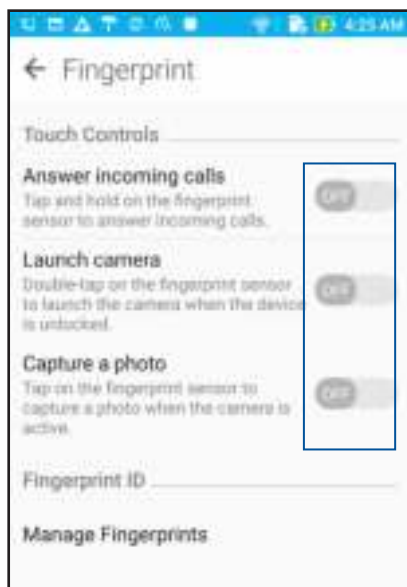 4:25 AM
Fingerprint
Touch Controls
Answer incoming calls
OFF
Tap and hold on the fingerprint
sensor to answer incoming calls.
Launch camera
OFF
Double-tap on the fingerprint sensor
to launch the camera when the device
is unlocked.
Capture a photo
OFF
Tap on the fingerprint sensor to
capture a photo when the camera is
active.
Fingerprint ID
Manage Fingerprints